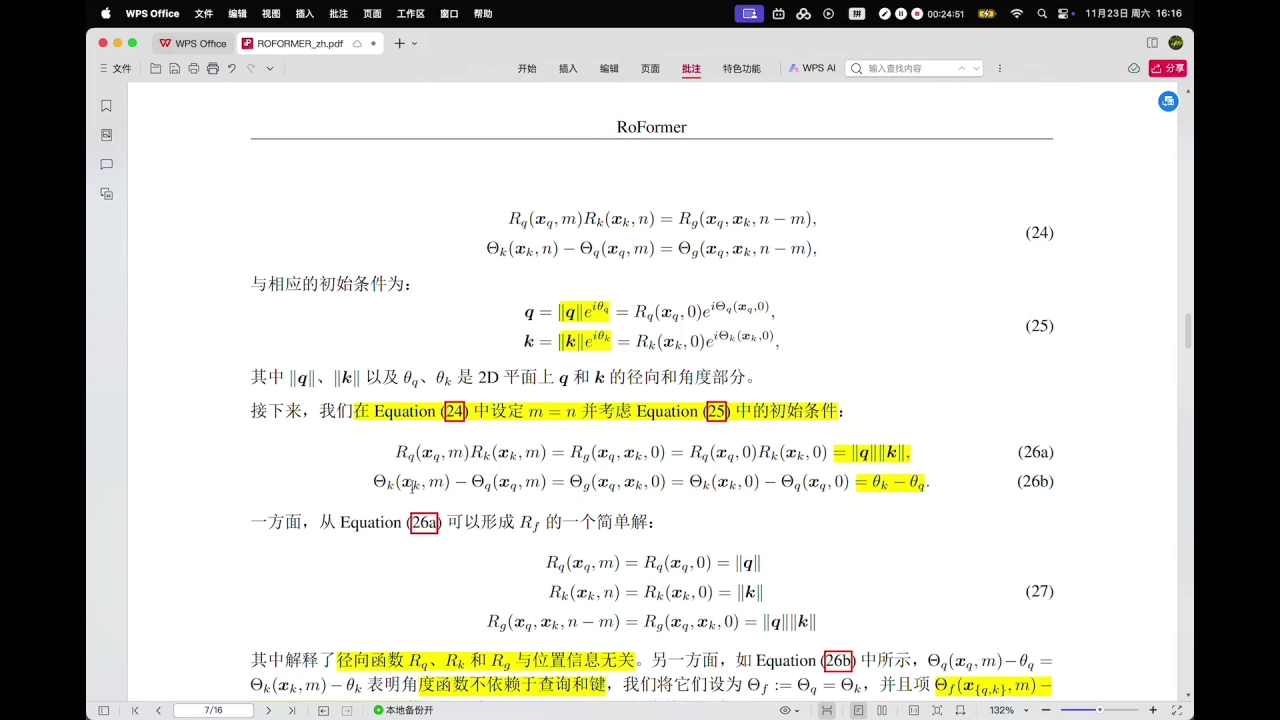 WPS Office 文件 编辑 视图 插入 批注 页面 工作区 窗口 帮助 拼 00:24:51 11月23日 周六 16:16
WPS Office ROFORMER_zh.pdf
文件 开始 插入 编辑 页面 批注 特色功能 WPS AI 输入查找内容 分享
RoFormer
R_q(x_q, m)R_k(x_k, n) = R_g(x_q, x_k, n − m),
Θ_k(x_k, n) − Θ_q(x_q, m) = Θ_g(x_q, x_k, n − m),
(24)
与相应的初始条件为：
q = ‖q‖e^{iθ_q} = R_q(x_q, 0)e^{iΘ_q(x_q,0)},
k = ‖k‖e^{iθ_k} = R_k(x_k, 0)e^{iΘ_k(x_k,0)},
(25)
其中 ‖q‖、‖k‖ 以及 θ_q、θ_k 是 2D 平面上 q 和 k 的径向和角度部分。
接下来，我们在 Equation (24) 中设定 m = n 并考虑 Equation (25) 中的初始条件：
R_q(x_q, m)R_k(x_k, m) = R_g(x_q, x_k, 0) = R_q(x_q, 0)R_k(x_k, 0) = ‖q‖‖k‖, (26a)
Θ_k(x_k, m) − Θ_q(x_q, m) = Θ_g(x_q, x_k, 0) = Θ_k(x_k, 0) − Θ_q(x_q, 0) = θ_k − θ_q. (26b)
一方面，从 Equation (26a) 可以形成 R_f 的一个简单解：
R_q(x_q, m) = R_q(x_q, 0) = ‖q‖
R_k(x_k, n) = R_k(x_k, 0) = ‖k‖
(27)
R_g(x_q, x_k, n − m) = R_g(x_q, x_k, 0) = ‖q‖‖k‖
其中解释了径向函数 R_q、R_k 和 R_g 与位置信息无关。另一方面，如 Equation (26b) 中所示，Θ_q(x_q, m) − θ_q =
Θ_k(x_k, m) − θ_k 表明角度函数不依赖于查询和键，我们将它们设为 Θ_f := Θ_q = Θ_k，并且项 Θ_f(x_{q,k}, m) −
7/16 本地备份开 132%